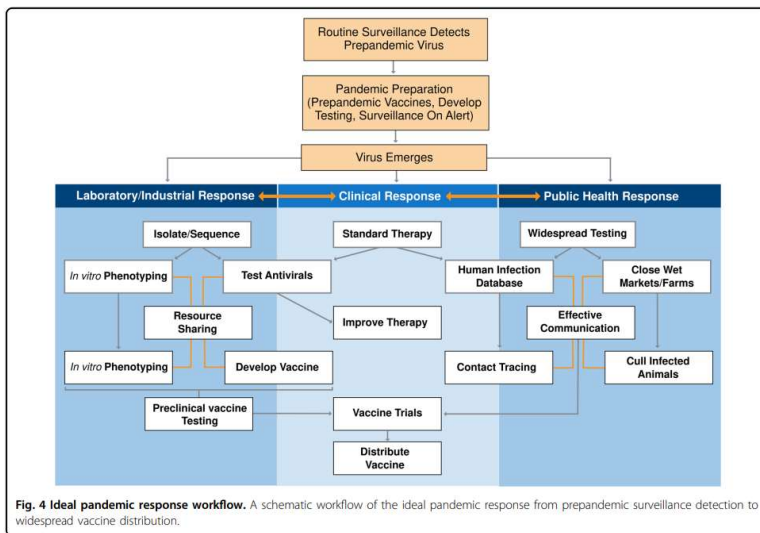 Routine Surveillance Detects
Prepandemic Virus
Pandemic Preparation
(Prepandemic Vaccines, Develop
Testing, Surveillance On Alert)
Virus Emerges
Laboratory/Industrial Response
Clinical Response
Public Health Response
Isolate/Sequence
Standard Therapy
Widespread Testing
In vitro Phenotyping
Test Antivirals
Human Infection
Database
Close Wet
Markets/Farms
Resource
Sharing
Improve Therapy
Effective
Communication
In vitro Phenotyping
Develop Vaccine
Contact Tracing
Cull Infected
Animals
Preclinical vaccine
Testing
Vaccine Trials
Distribute
Vaccine
Fig. 4 Ideal pandemic response workflow. A schematic workflow of the ideal pandemic response from prepandemic surveillance detection to
widespread vaccine distribution.